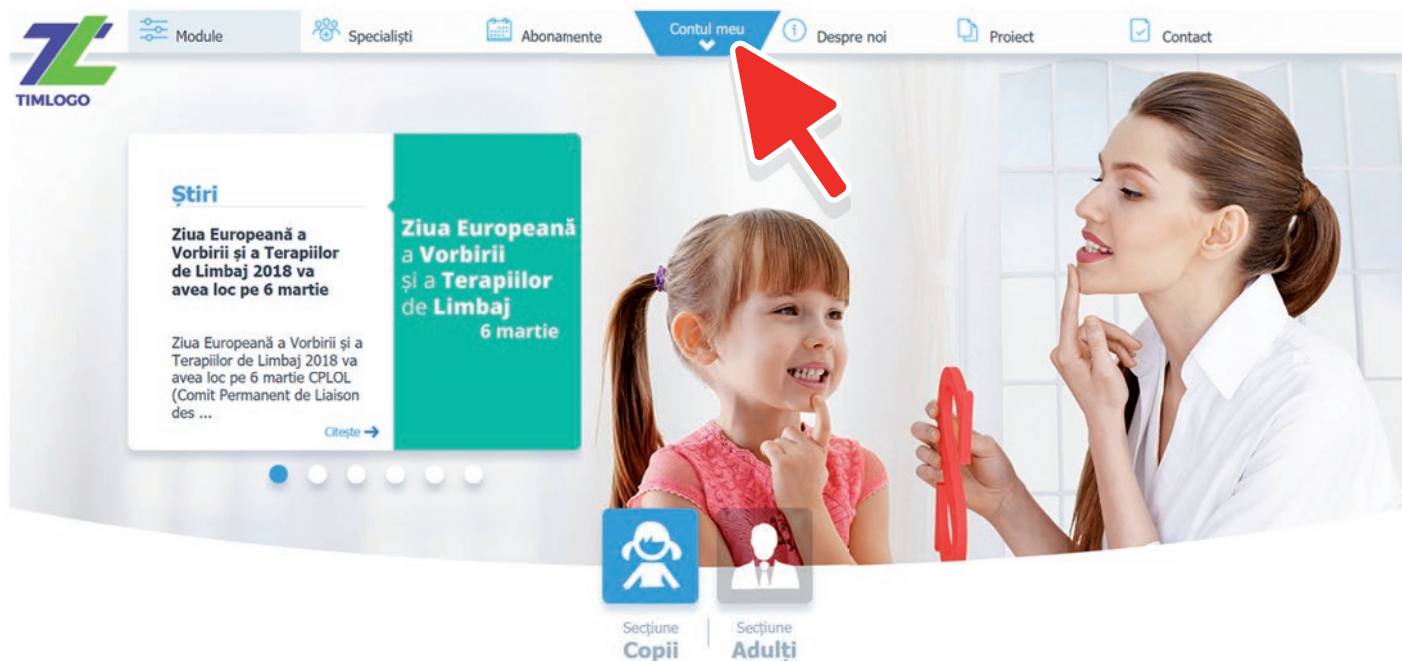 Module
Specialiști
Abonamente
Contul meu
Despre noi
Proiect
Contact
TIMLOGO
Știri
Ziua Europeană a
Vorbirii și a Terapiilor
de Limbaj 2018 va
avea loc pe 6 martie
Ziua Europeană a Vorbirii și a
Terapiilor de Limbaj 2018 va
avea loc pe 6 martie CPLOL
(Comit Permanent de Liaison
des ...
Citește
Ziua Europeană
a Vorbirii
și a Terapiilor
de Limbaj
6 martie
Secțiune
Copii
Secțiune
Adulți